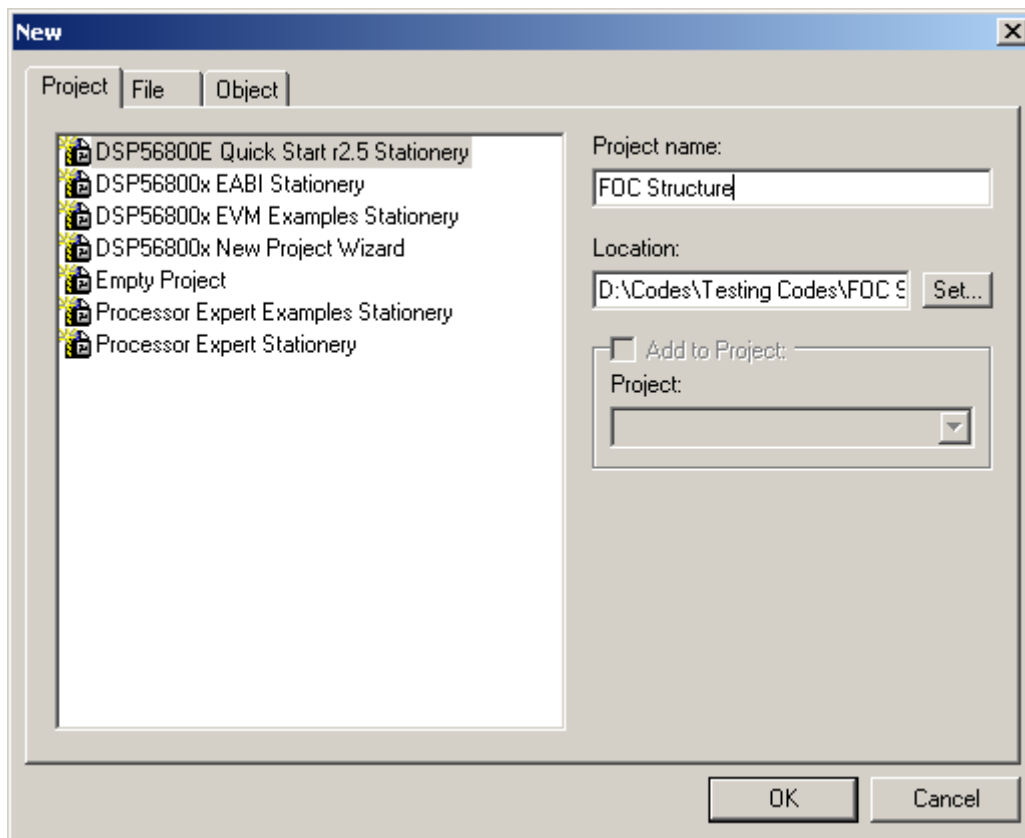 New
Project File Object
DSP56800E Quick Start r2.5 Stationery
DSP56800x EABI Stationery
DSP56800x EVM Examples Stationery
DSP56800x New Project Wizard
Empty Project
Processor Expert Examples Stationery
Processor Expert Stationery
Project name:
FOC Structure
Location:
D:\Codes\Testing Codes\FOC S
Set...
Add to Project:
Project:
OK Cancel